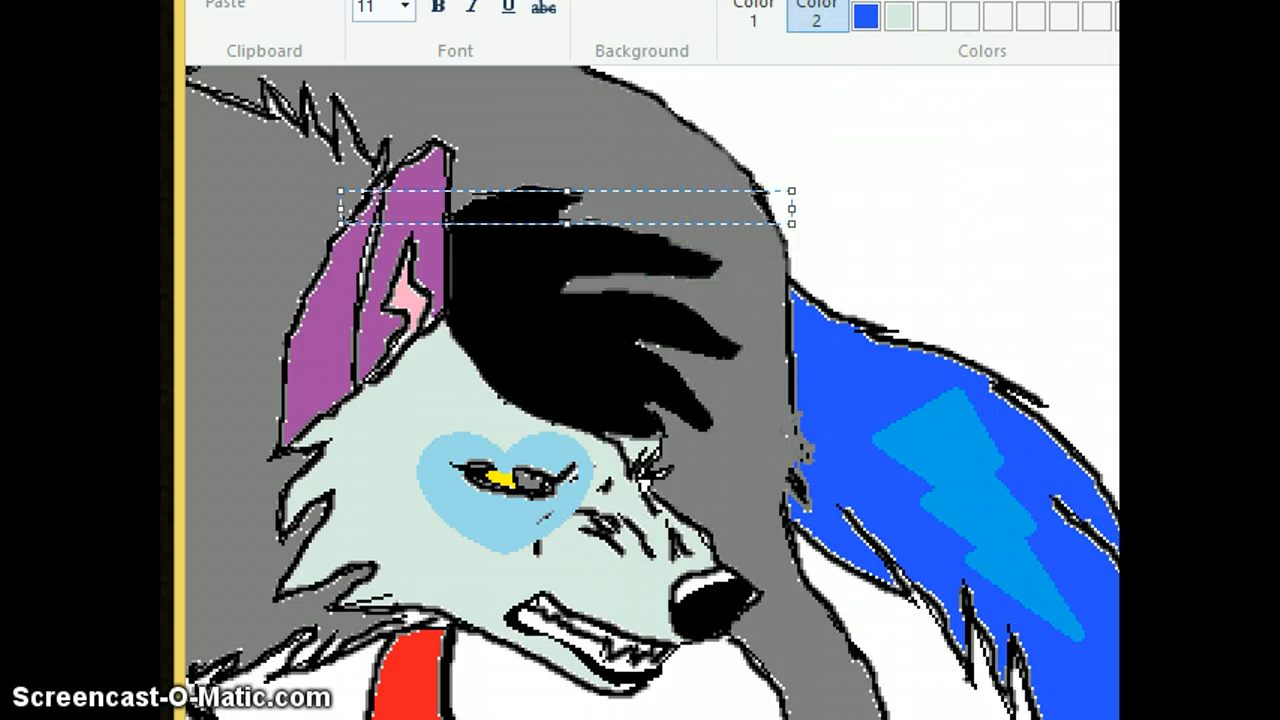 Paste
11 B I U abc
Color
1
Color
2
Clipboard
Font
Background
Colors
Screencast-O-Matic.com